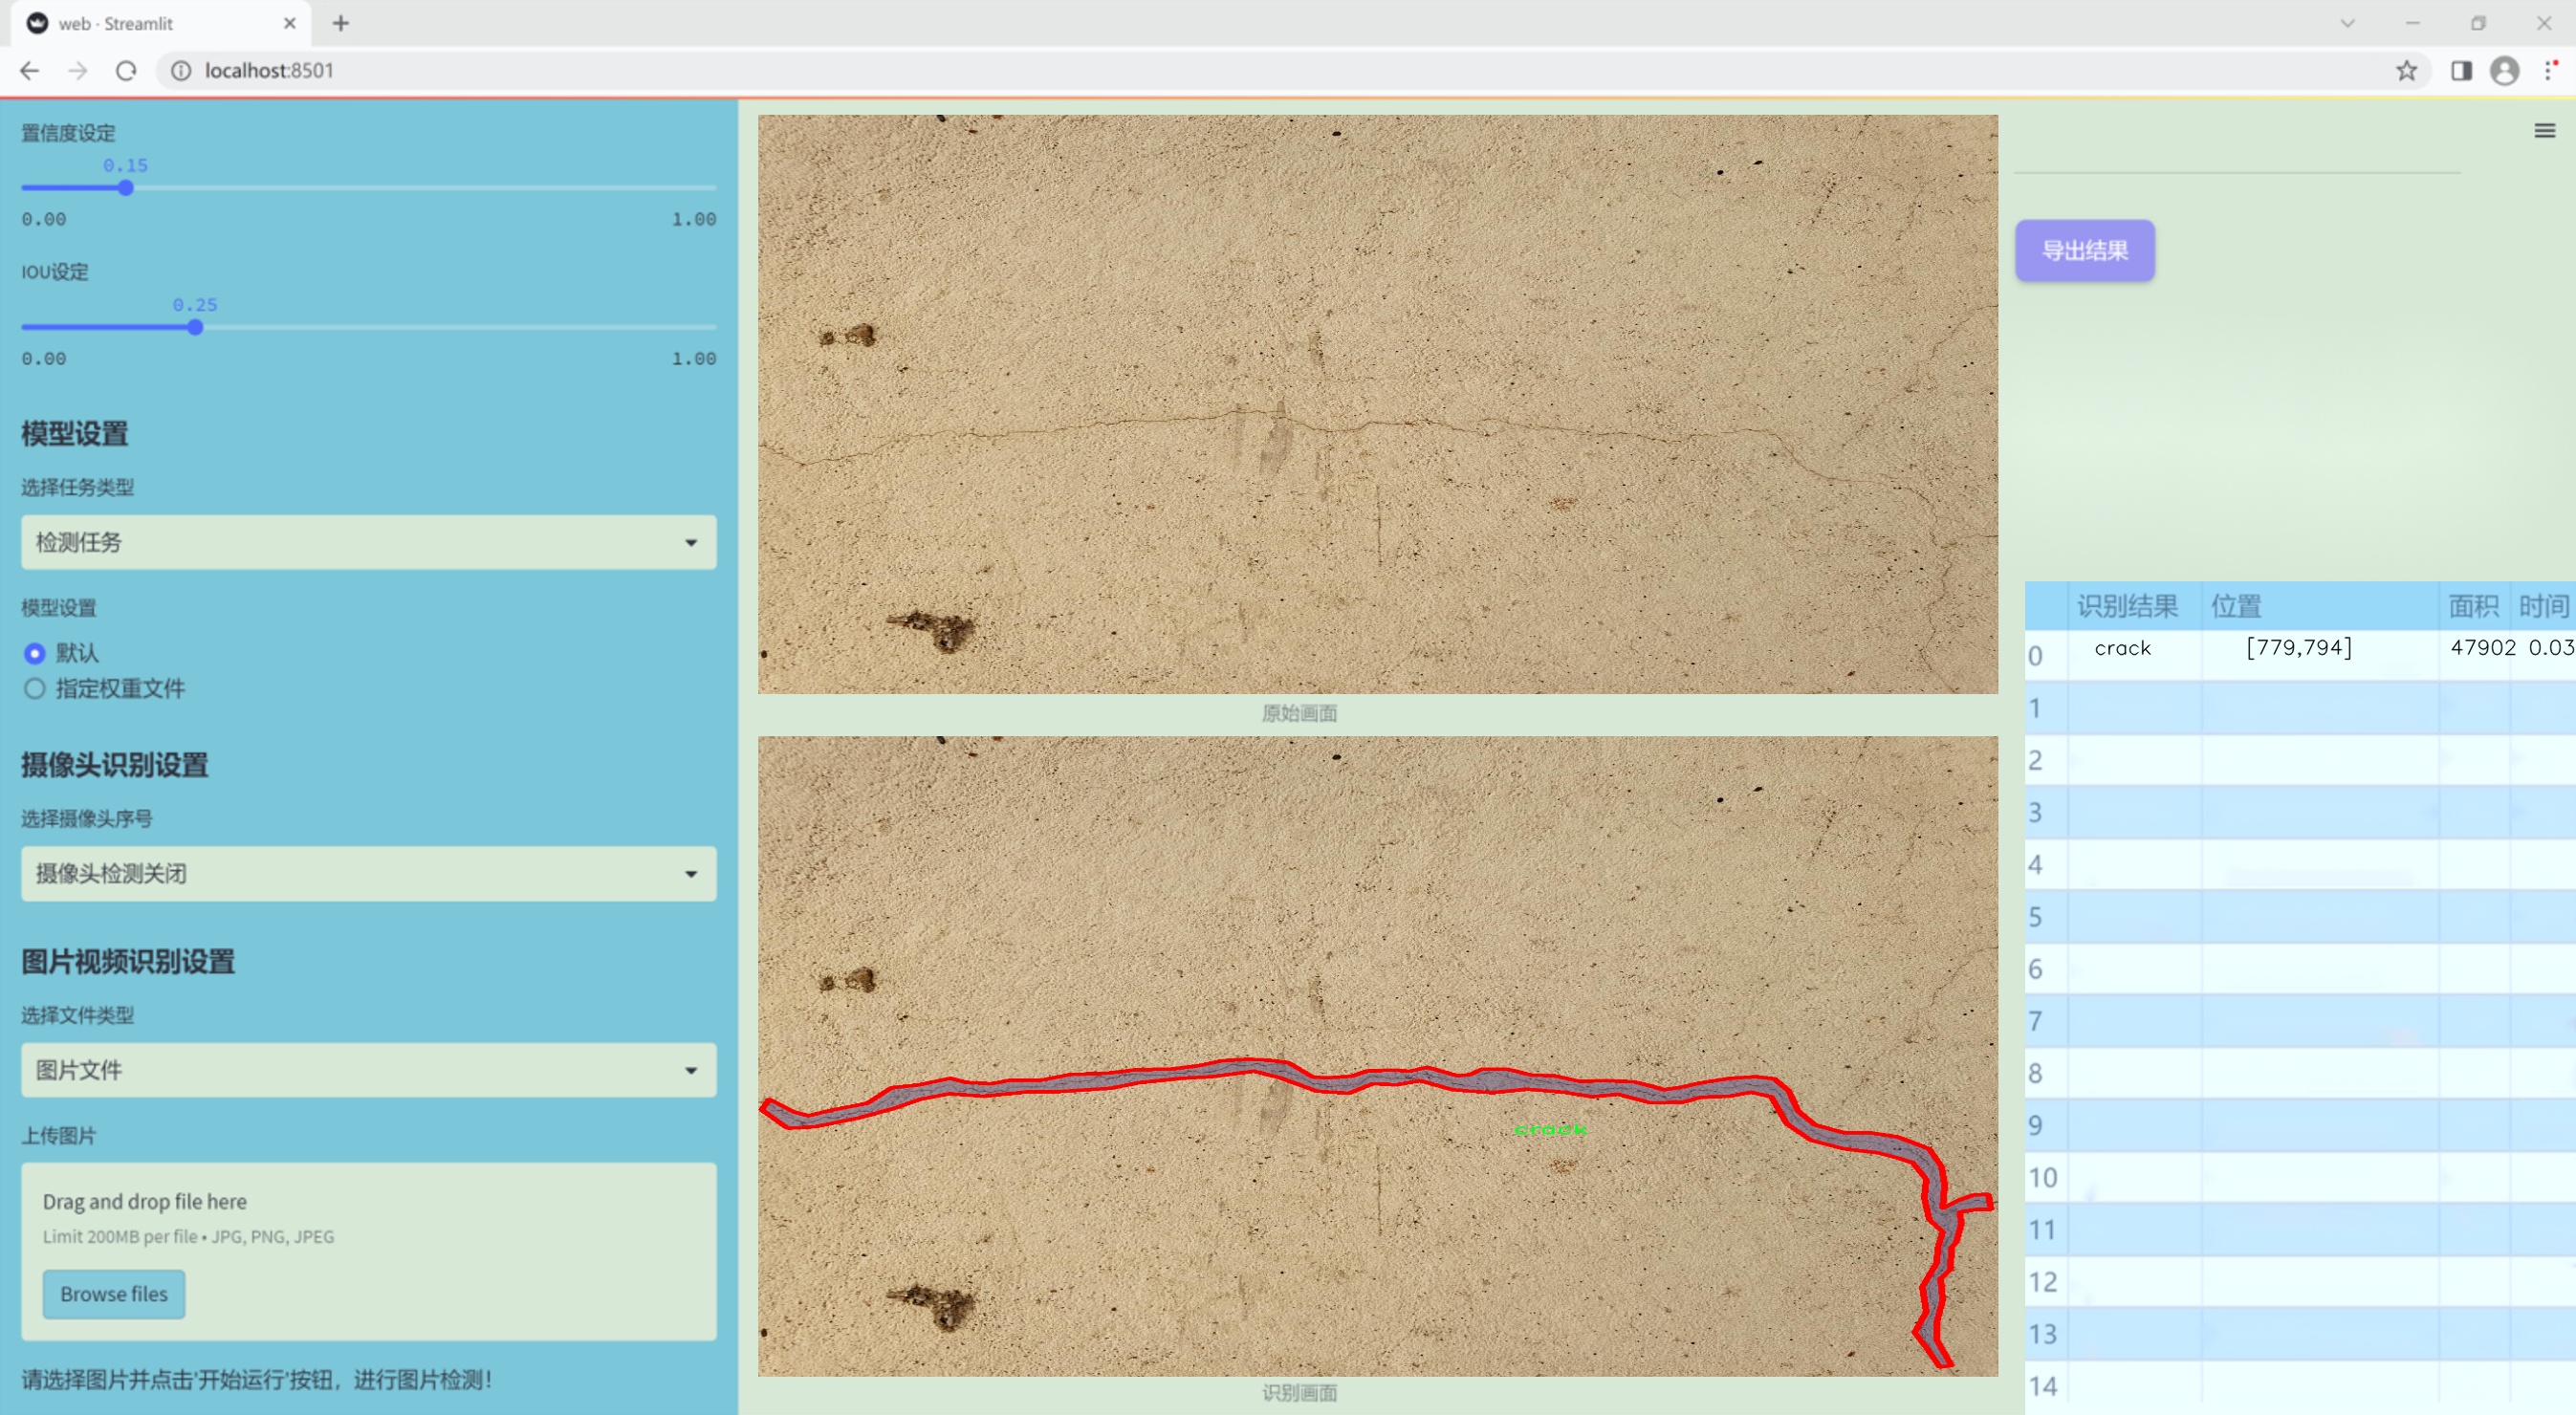 web · Streamlit
localhost:8501
置信度设定
0.15
0.00 1.00
IOU设定
0.25
0.00 1.00
模型设置
选择任务类型
检测任务
模型设置
默认
指定权重文件
摄像头识别设置
选择摄像头序号
摄像头检测关闭
图片视频识别设置
选择文件类型
图片文件
上传图片
Drag and drop file here
Limit 200MB per file • JPG, PNG, JPEG
Browse files
请选择图片并点击'开始运行'按钮，进行图片检测！
原始画面
crack
识别画面
导出结果
识别结果 位置 面积 时间
0 crack [779,794] 47902 0.03
1
2
3
4
5
6
7
8
9
10
11
12
13
14